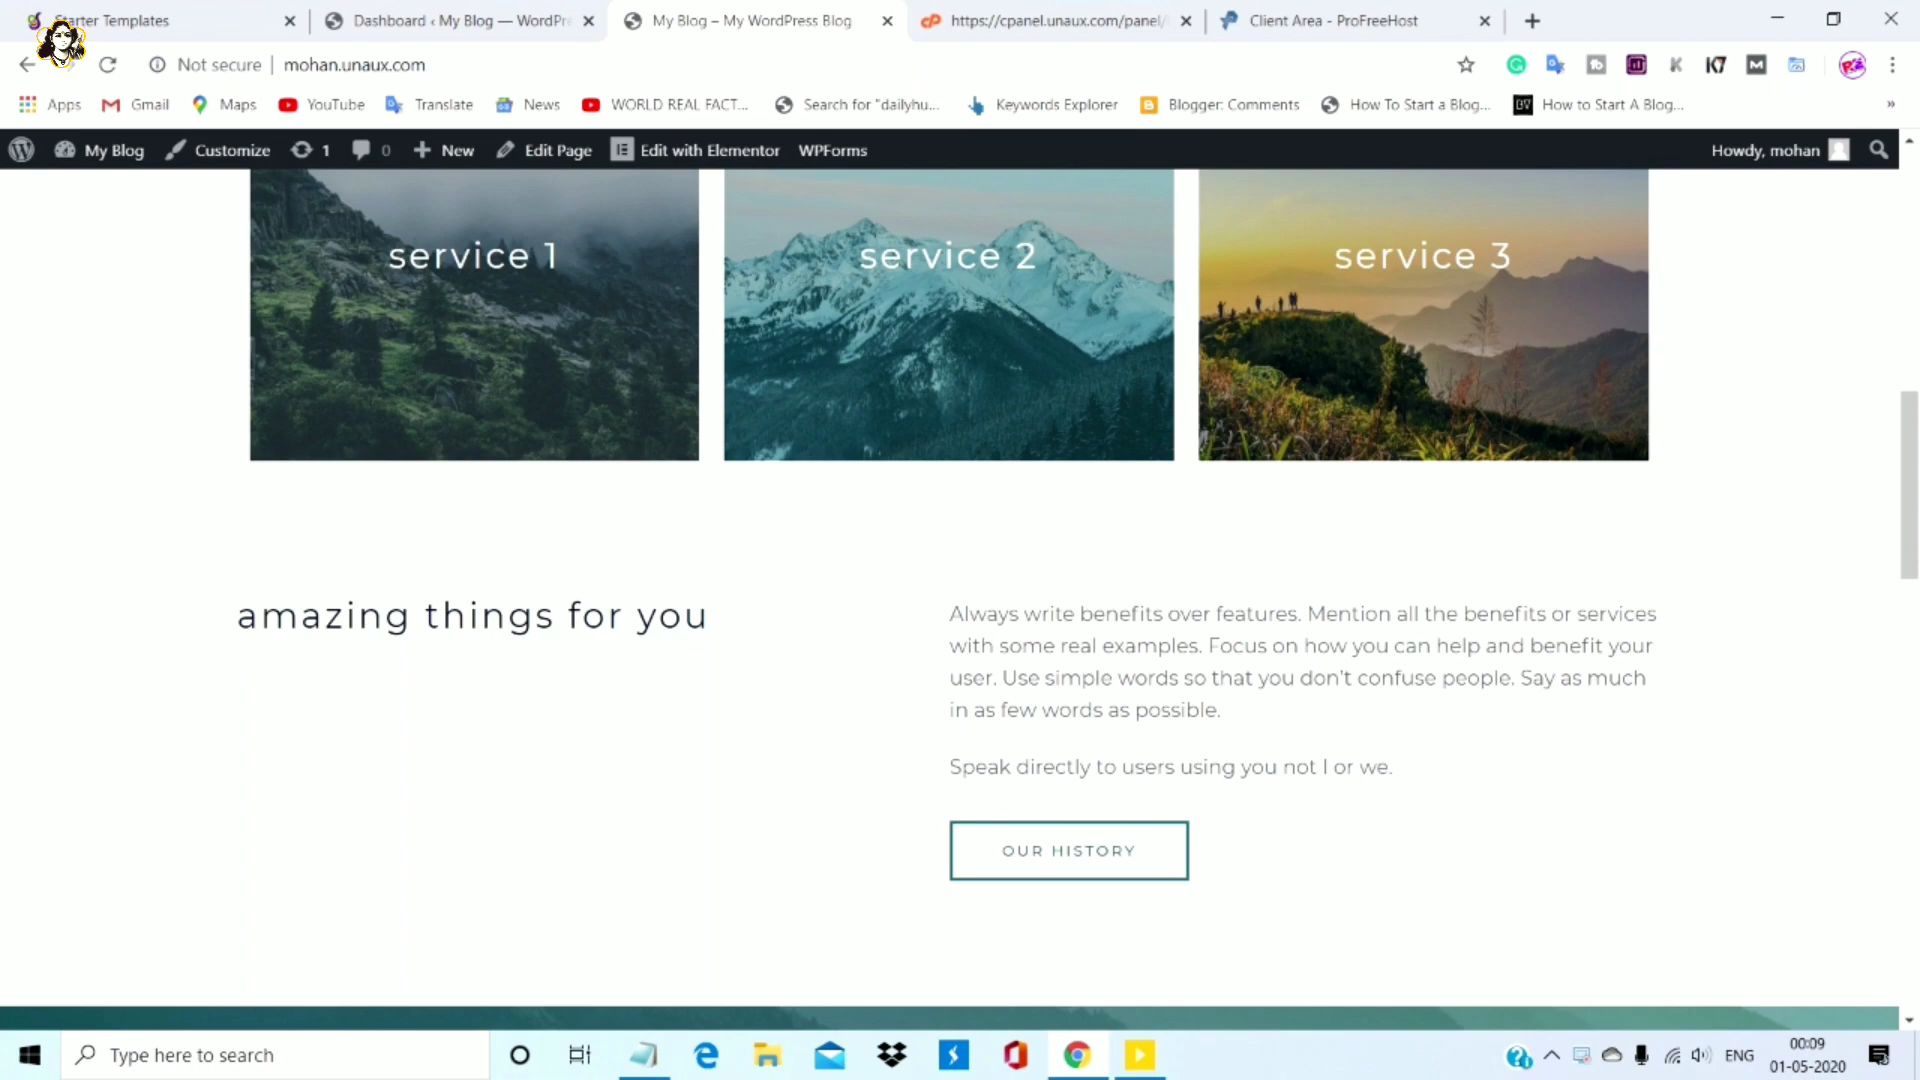 Starter Templates
Dashboard ‹ My Blog — WordPre
My Blog – My WordPress Blog
https://cpanel.unaux.com/panel/
Client Area - ProFreeHost
Not secure
mohan.unaux.com
Apps
Gmail
Maps
YouTube
Translate
News
WORLD REAL FACT...
Search for "dailyhu...
Keywords Explorer
Blogger: Comments
How To Start a Blog...
How to Start A Blog...
My Blog
Customize
1
0
New
Edit Page
Edit with Elementor
WPForms
Howdy, mohan
service 1
service 2
service 3
amazing things for you
Always write benefits over features. Mention all the benefits or services
with some real examples. Focus on how you can help and benefit your
user. Use simple words so that you don't confuse people. Say as much
in as few words as possible.
Speak directly to users using you not I or we.
OUR HISTORY
Type here to search
ENG
00:09
01-05-2020